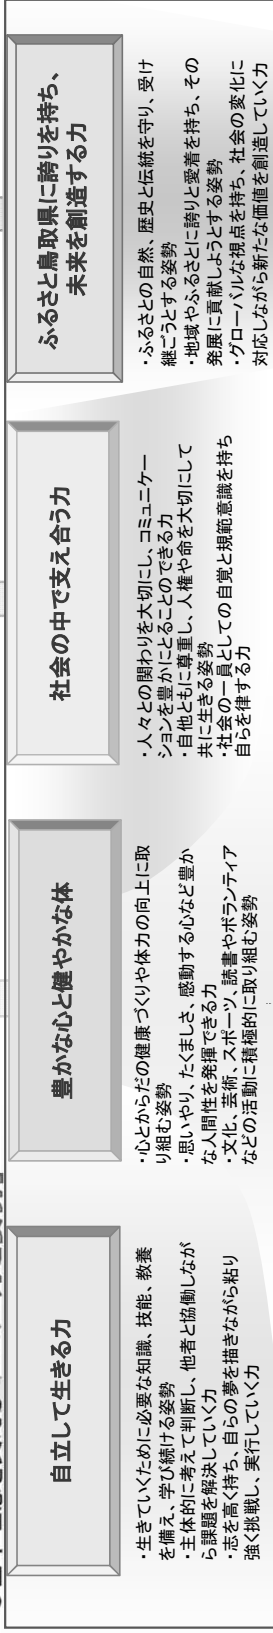 自立して生きる力
・生きていくために必要な知識、技能、教養
を備え、学び続ける姿勢
・主体的に考えて判断し、他者と協働しなが
ら課題を解決していく力
・志を高く持ち、自らの夢を描きながら粘り
強く挑戦し、実行していく力
豊かな心と健やかな体
・心とからだの健康づくりや体力の向上に取
り組む姿勢
・思いやり、たくましさ、感動する心など豊か
な人間性を発揮できる力
・文化、芸術、スポーツ、読書やボランティア
などの活動に積極的に取り組む姿勢
社会の中で支え合う力
・人々との関わりを大切にし、コミュニケー
ションを豊かにとることのできる力
・自他ともに尊重し、人権や命を大切にして
共に生きる姿勢
・社会の一員としての自覚と規範意識を持ち
自らを律する力
ふるさと鳥取県に誇りを持ち、
未来を創造する力
・ふるさとの自然、歴史と伝統を守り、受け
継ごうとする姿勢
・地域やふるさとに誇りと愛着を持ち、その
発展に貢献しようとする姿勢
・グローバルな視点を持ち、社会の変化に
対応しながら新たな価値を創造していく力